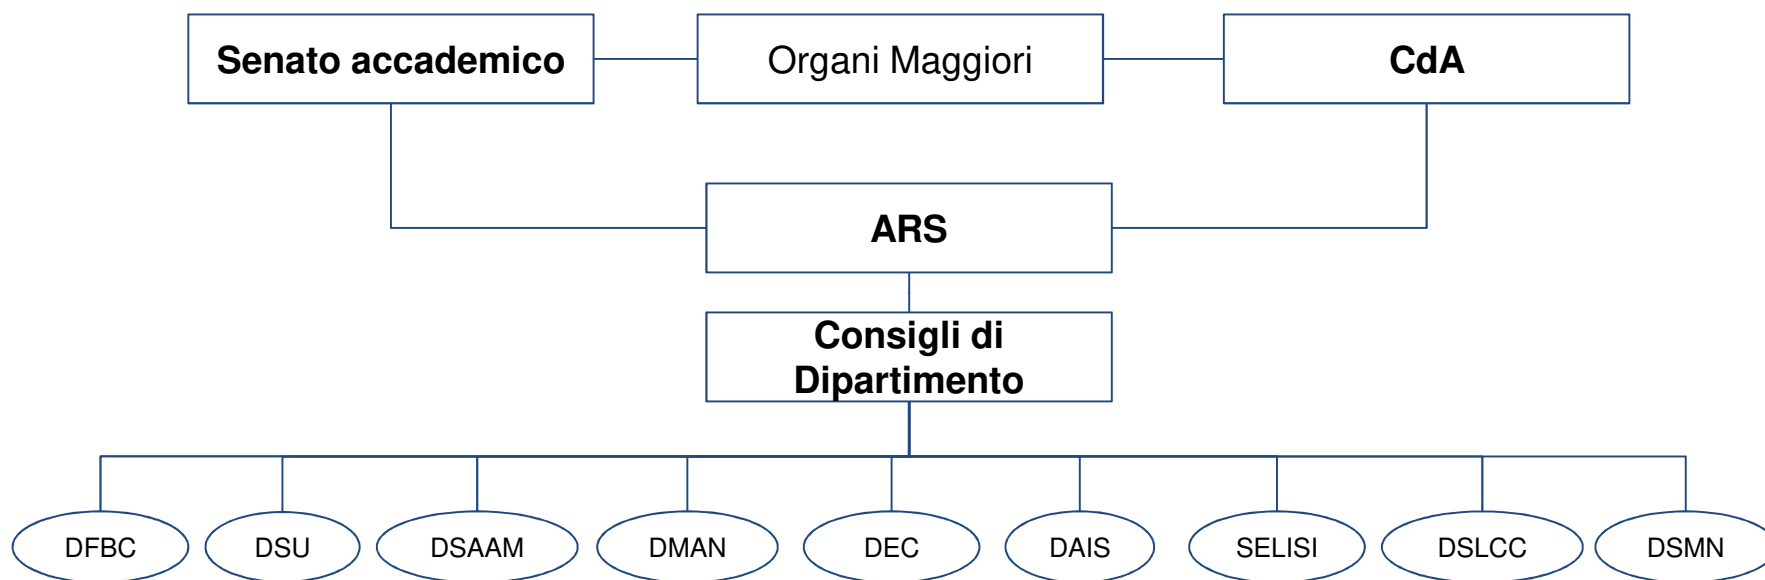 Senato accademico
Organi Maggiori
CdA
ARS
Consigli di
Dipartimento
DFBC
DSU
DSAAM
DMAN
DEC
DAIS
SELISI
DSLCC
DSMN